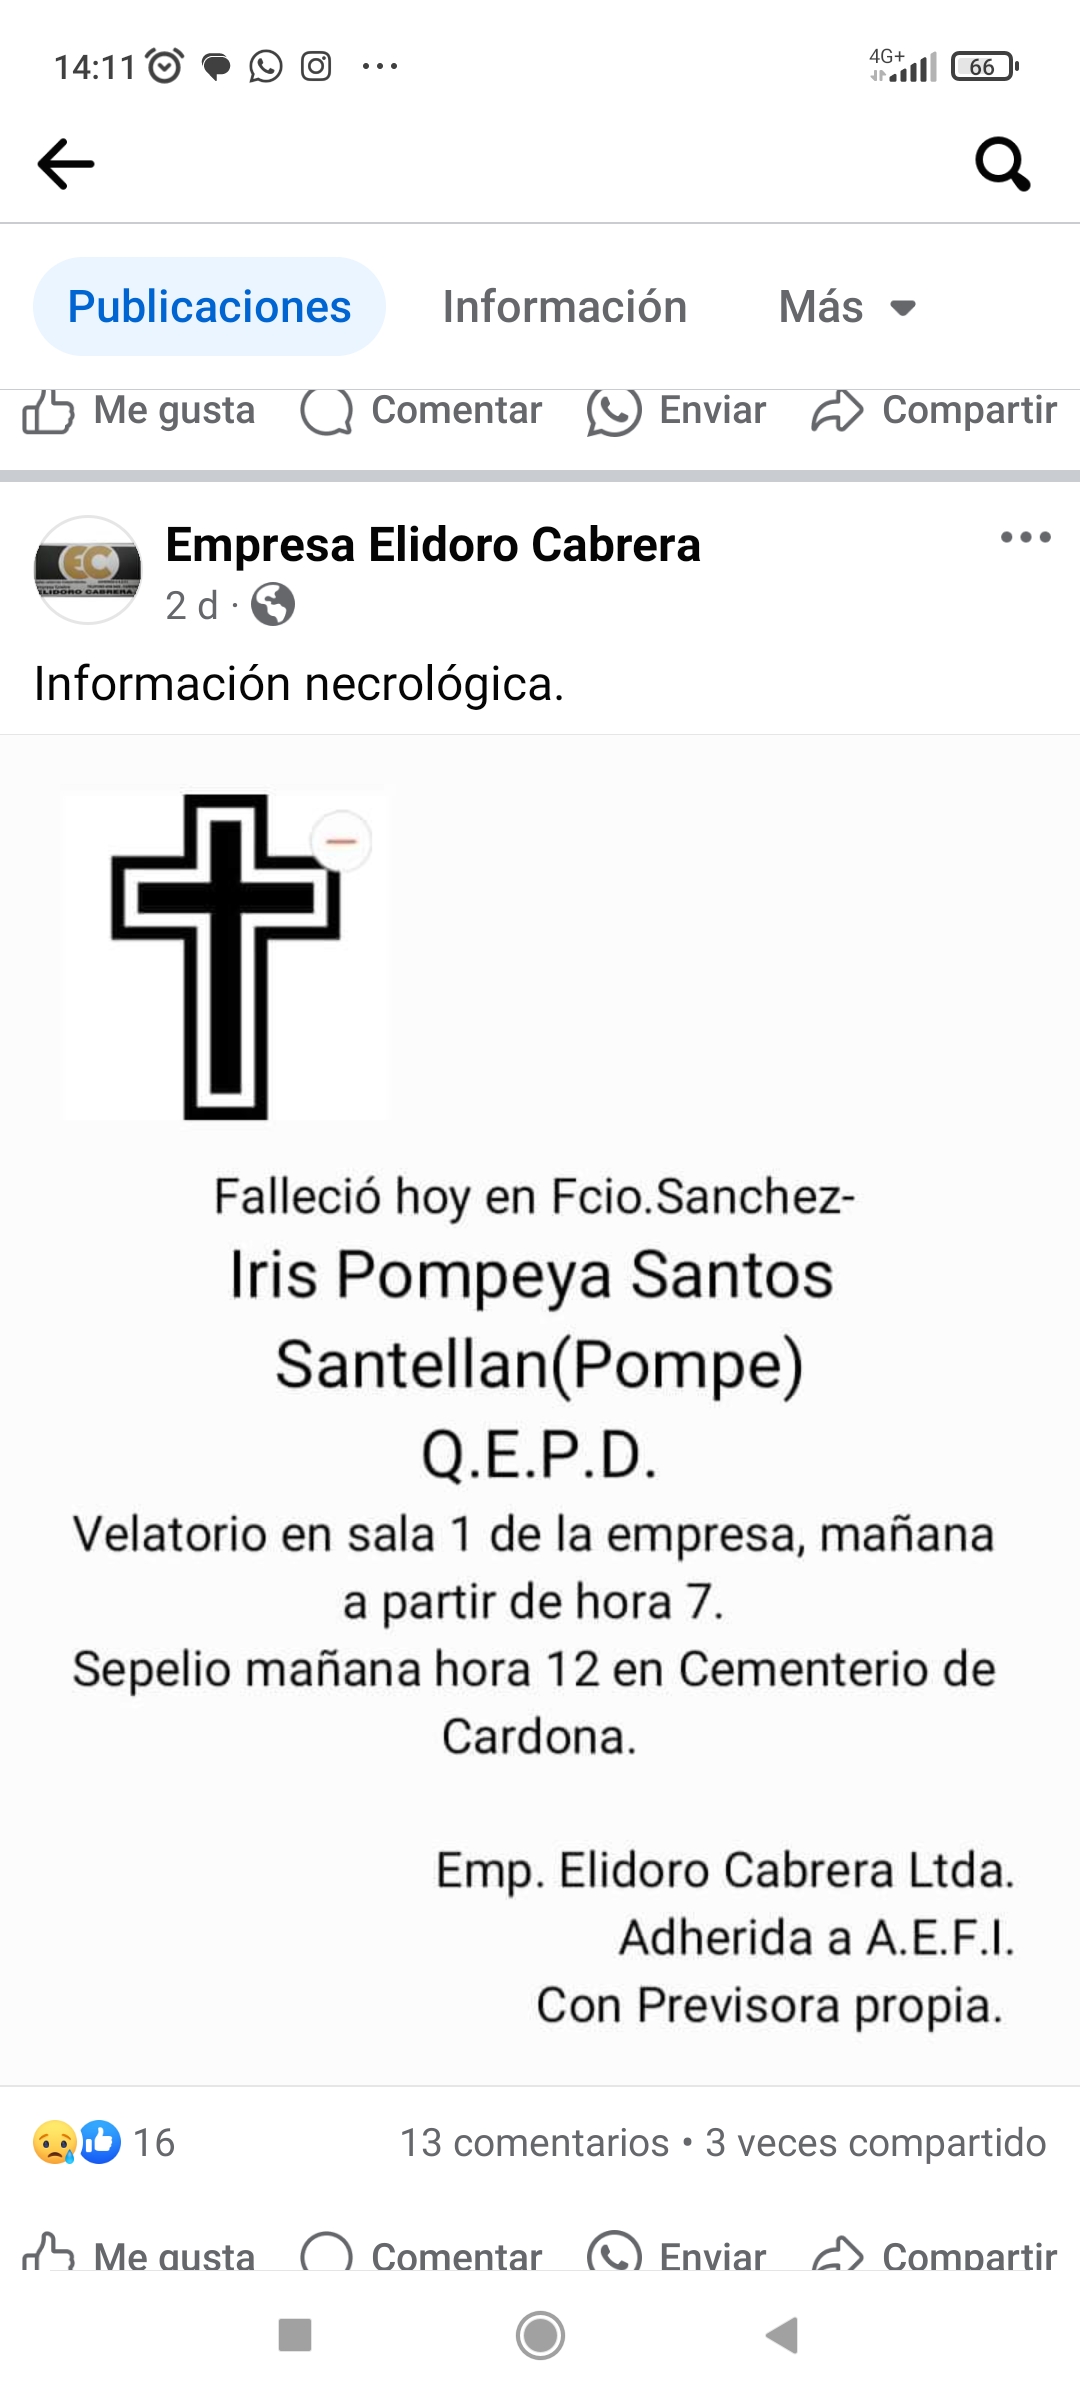 14:11
4G+
66
Publicaciones Información Más
Me gusta Comentar Enviar Compartir
Empresa Elidoro Cabrera
EC
ELIDORO CABRERA
2 d ·
Información necrológica.
Falleció hoy en Fcio.Sanchez-
Iris Pompeya Santos
Santellan(Pompe)
Q.E.P.D.
Velatorio en sala 1 de la empresa, mañana
a partir de hora 7.
Sepelio mañana hora 12 en Cementerio de
Cardona.
Emp. Elidoro Cabrera Ltda.
Adherida a A.E.F.I.
Con Previsora propia.
16
13 comentarios • 3 veces compartido
Me gusta Comentar Enviar Compartir